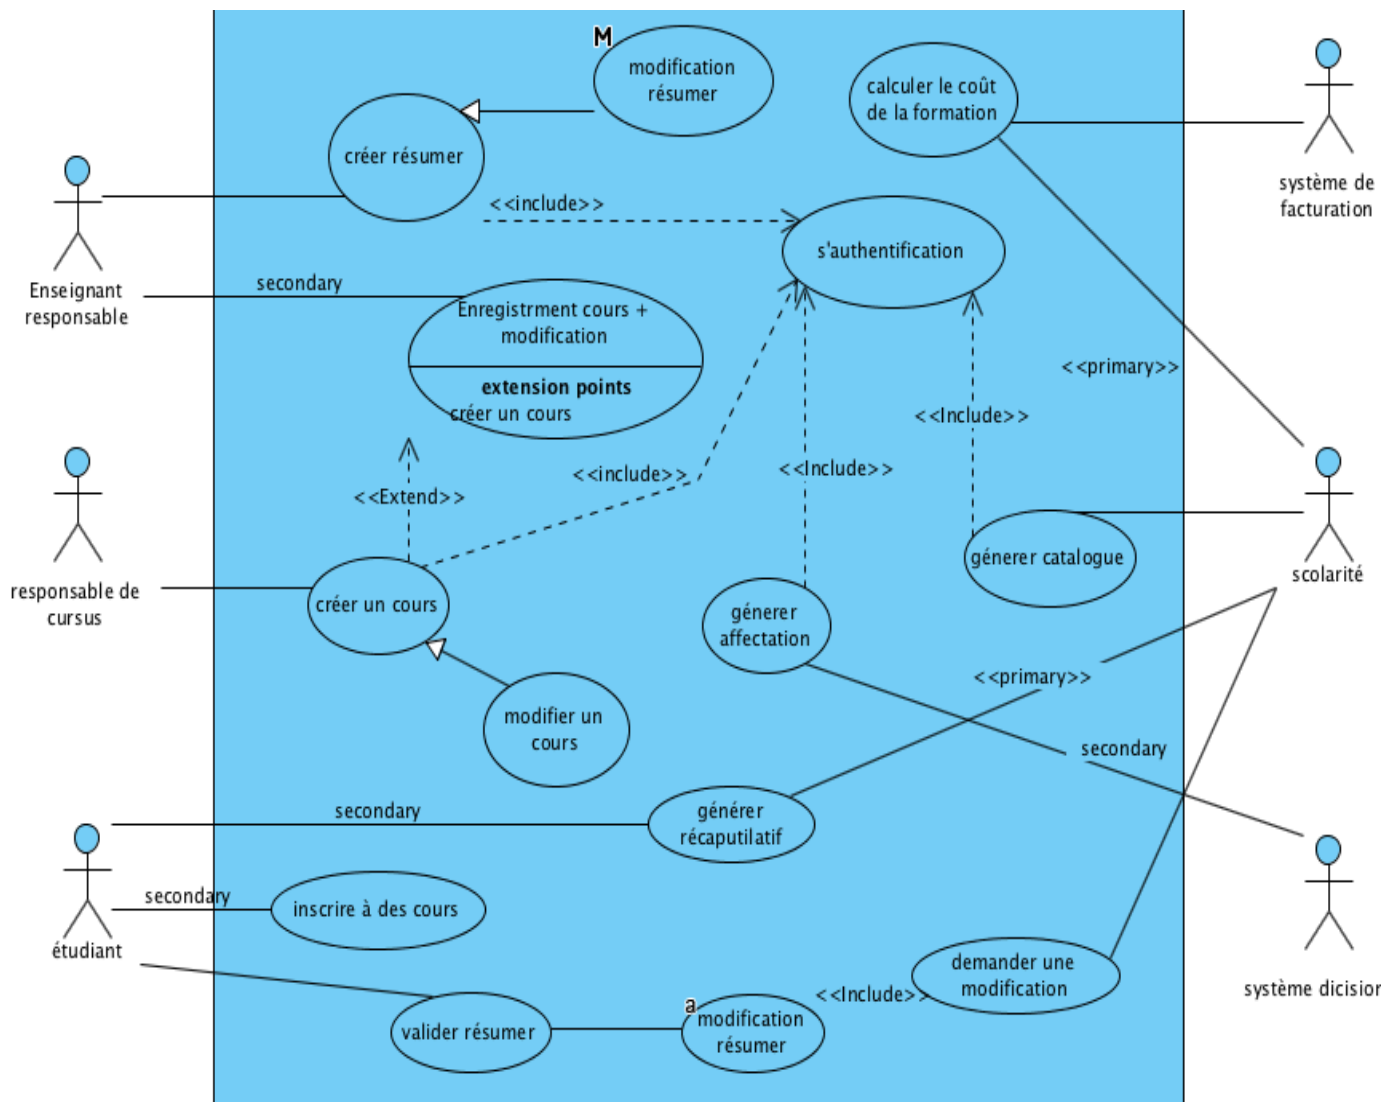 M
modification
résumer
calculer le coût
de la formation
créer résumer
système de
facturation
<<include>>
s'authentification
Enseignant
responsable
secondary
Enregistrment cours +
modification
extension points
créer un cours
<<primary>>
<<Include>>
<<include>>
<<Include>>
<<Extend>>
génerer catalogue
scolarité
responsable de
cursus
créer un cours
génerer
affectation
<<primary>>
modifier un
cours
secondary
secondary
générer
récaputilatif
secondary
inscrire à des cours
étudiant
demander une
modification
système dicision
<<Include>>
a
modification
résumer
valider résumer